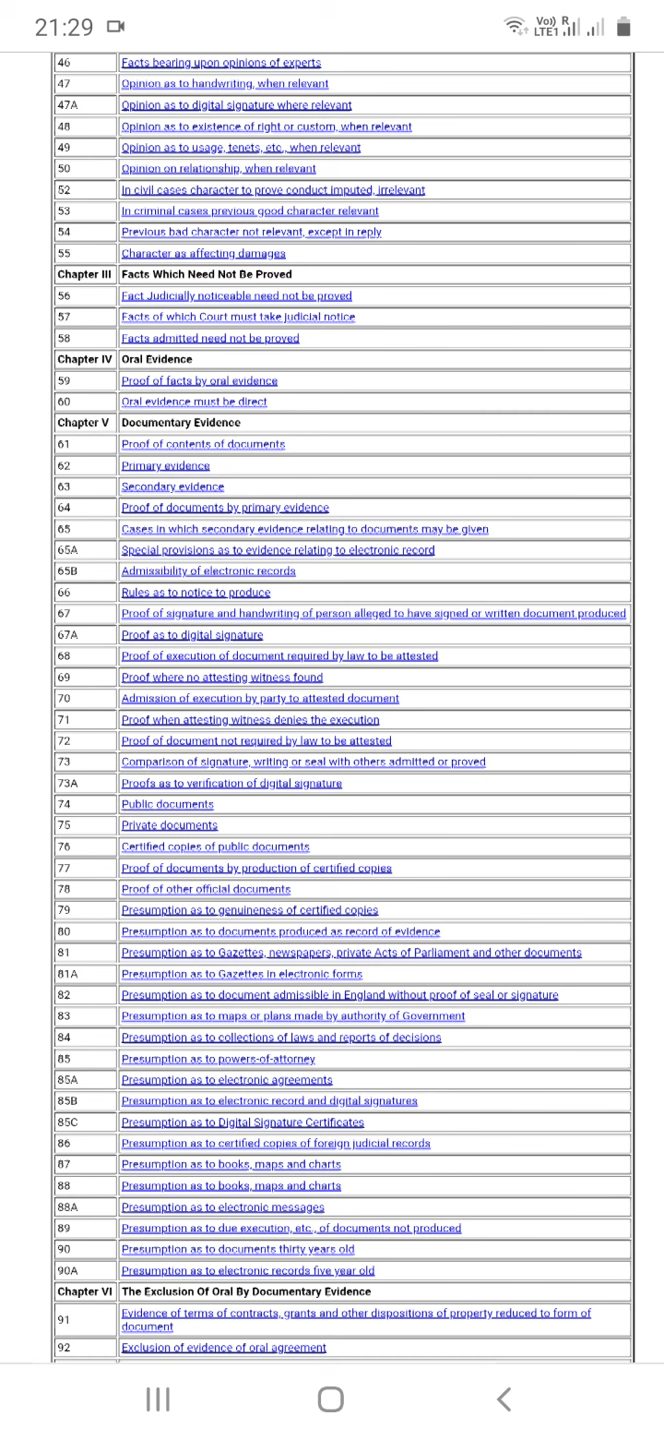 21:29 Vo) R LTE1
46 Facts bearing upon opinions of experts
47 Opinion as to handwriting, when relevant
47A Opinion as to digital signature where relevant
48 Opinion as to existence of right or custom, when relevant
49 Opinion as to usage, tenets, etc., when relevant
50 Opinion on relationship, when relevant
52 In civil cases character to prove conduct imputed, irrelevant
53 In criminal cases previous good character relevant
54 Previous bad character not relevant, except in reply
55 Character as affecting damages
Chapter III Facts Which Need Not Be Proved
56 Fact Judicially noticeable need not be proved
57 Facts of which Court must take judicial notice
58 Facts admitted need not be proved
Chapter IV Oral Evidence
59 Proof of facts by oral evidence
60 Oral evidence must be direct
Chapter V Documentary Evidence
61 Proof of contents of documents
62 Primary evidence
63 Secondary evidence
64 Proof of documents by primary evidence
65 Cases in which secondary evidence relating to documents may be given
65A Special provisions as to evidence relating to electronic record
65B Admissibility of electronic records
66 Rules as to notice to produce
67 Proof of signature and handwriting of person alleged to have signed or written document produced
67A Proof as to digital signature
68 Proof of execution of document required by law to be attested
69 Proof where no attesting witness found
70 Admission of execution by party to attested document
71 Proof when attesting witness denies the execution
72 Proof of document not required by law to be attested
73 Comparison of signature, writing or seal with others admitted or proved
73A Proofs as to verification of digital signature
74 Public documents
75 Private documents
76 Certified copies of public documents
77 Proof of documents by production of certified copies
78 Proof of other official documents
79 Presumption as to genuineness of certified copies
80 Presumption as to documents produced as record of evidence
81 Presumption as to Gazettes, newspapers, private Acts of Parliament and other documents
81A Presumption as to Gazettes in electronic forms
82 Presumption as to document admissible in England without proof of seal or signature
83 Presumption as to maps or plans made by authority of Government
84 Presumption as to collections of laws and reports of decisions
85 Presumption as to powers-of-attorney
85A Presumption as to electronic agreements
85B Presumption as to electronic record and digital signatures
85C Presumption as to Digital Signature Certificates
86 Presumption as to certified copies of foreign judicial records
87 Presumption as to books, maps and charts
88 Presumption as to books, maps and charts
88A Presumption as to electronic messages
89 Presumption as to due execution, etc., of documents not produced
90 Presumption as to documents thirty years old
90A Presumption as to electronic records five year old
Chapter VI The Exclusion Of Oral By Documentary Evidence
91 Evidence of terms of contracts, grants and other dispositions of property reduced to form of
document
92 Exclusion of evidence of oral agreement